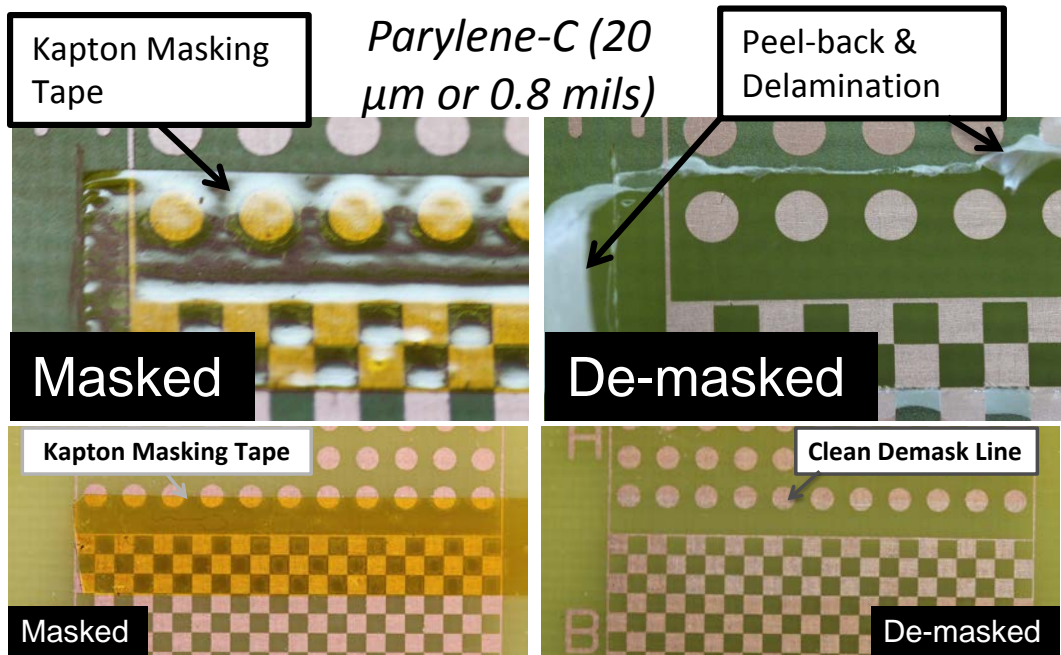 Kapton Masking
Tape
Parylene-C (20
µm or 0.8 mils)
Peel-back &
Delamination
Masked
De-masked
Kapton Masking Tape
Clean Demask Line
Masked
H
B
De-masked